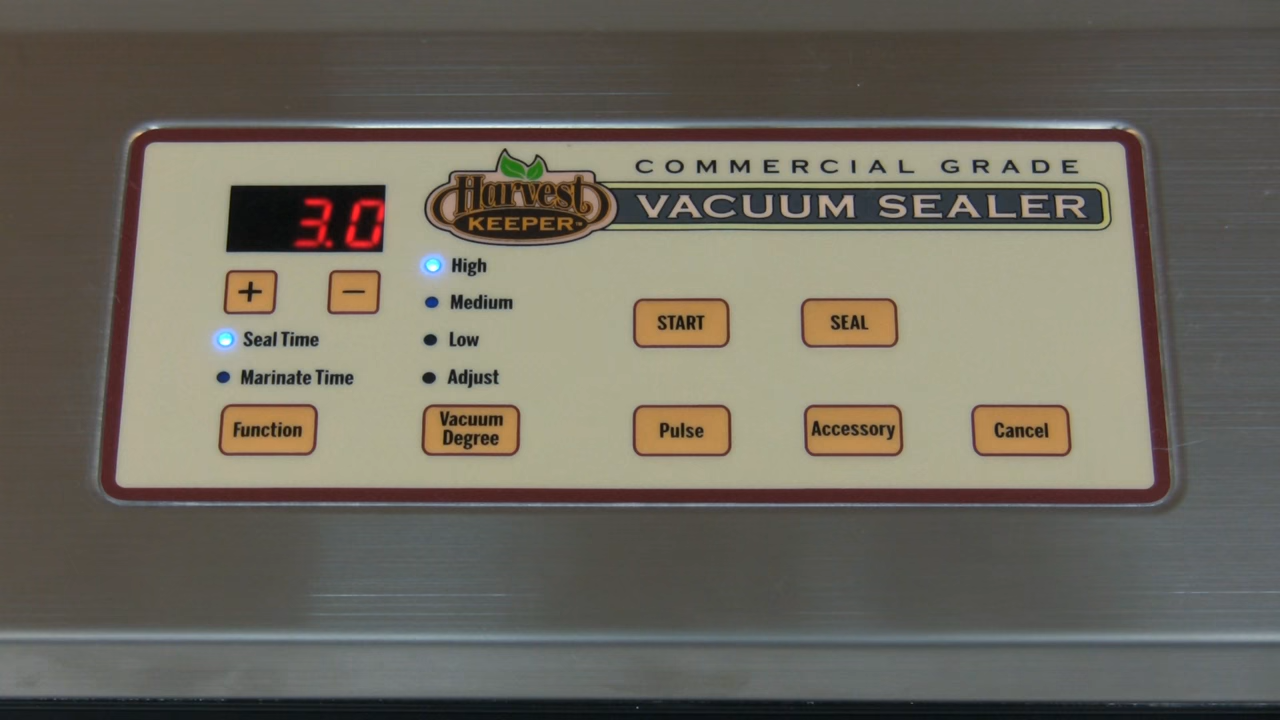 COMMERCIAL GRADE
Harvest
KEEPER™
VACUUM SEALER
3.0
+
−
High
Medium
Low
Adjust
Seal Time
Marinate Time
START
SEAL
Function
Vacuum
Degree
Pulse
Accessory
Cancel